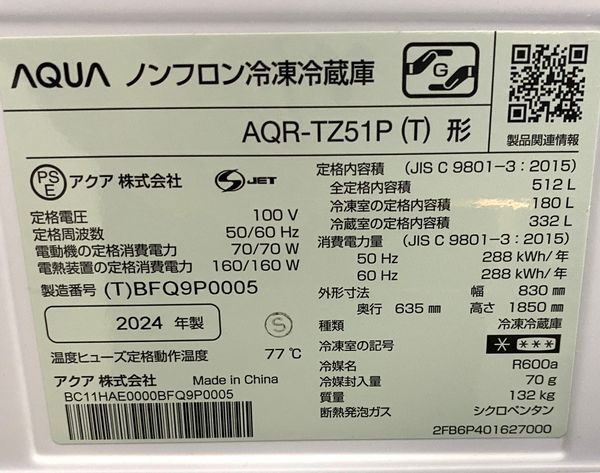 AQUA ノンフロン冷凍冷蔵庫
G
AQR-TZ51P (T) 形
製品関連情報
PS
E
アクア 株式会社
S JET
定格電圧 100 V
定格周波数 50/60 Hz
電動機の定格消費電力 70/70 W
電熱装置の定格消費電力 160/160 W
製造番号 (T)BFQ9P0005
2024 年製
S
温度ヒューズ定格動作温度 77℃
アクア 株式会社 Made in China
BC11HAE0000BFQ9P0005
定格内容積 (JIS C 9801-3 : 2015)
全定格内容積 512 L
冷凍室の定格内容積 180 L
冷蔵室の定格内容積 332 L
消費電力量 (JIS C 9801-3 : 2015)
50 Hz 288 kWh/ 年
60 Hz 288 kWh/ 年
外形寸法 幅 830 mm
奥行 635 mm 高さ 1850 mm
種類 冷凍冷蔵庫
冷凍室の記号 * ***
冷媒名 R600a
冷媒封入量 70 g
質量 132 kg
断熱発泡ガス シクロペンタン
2FB6P401627000